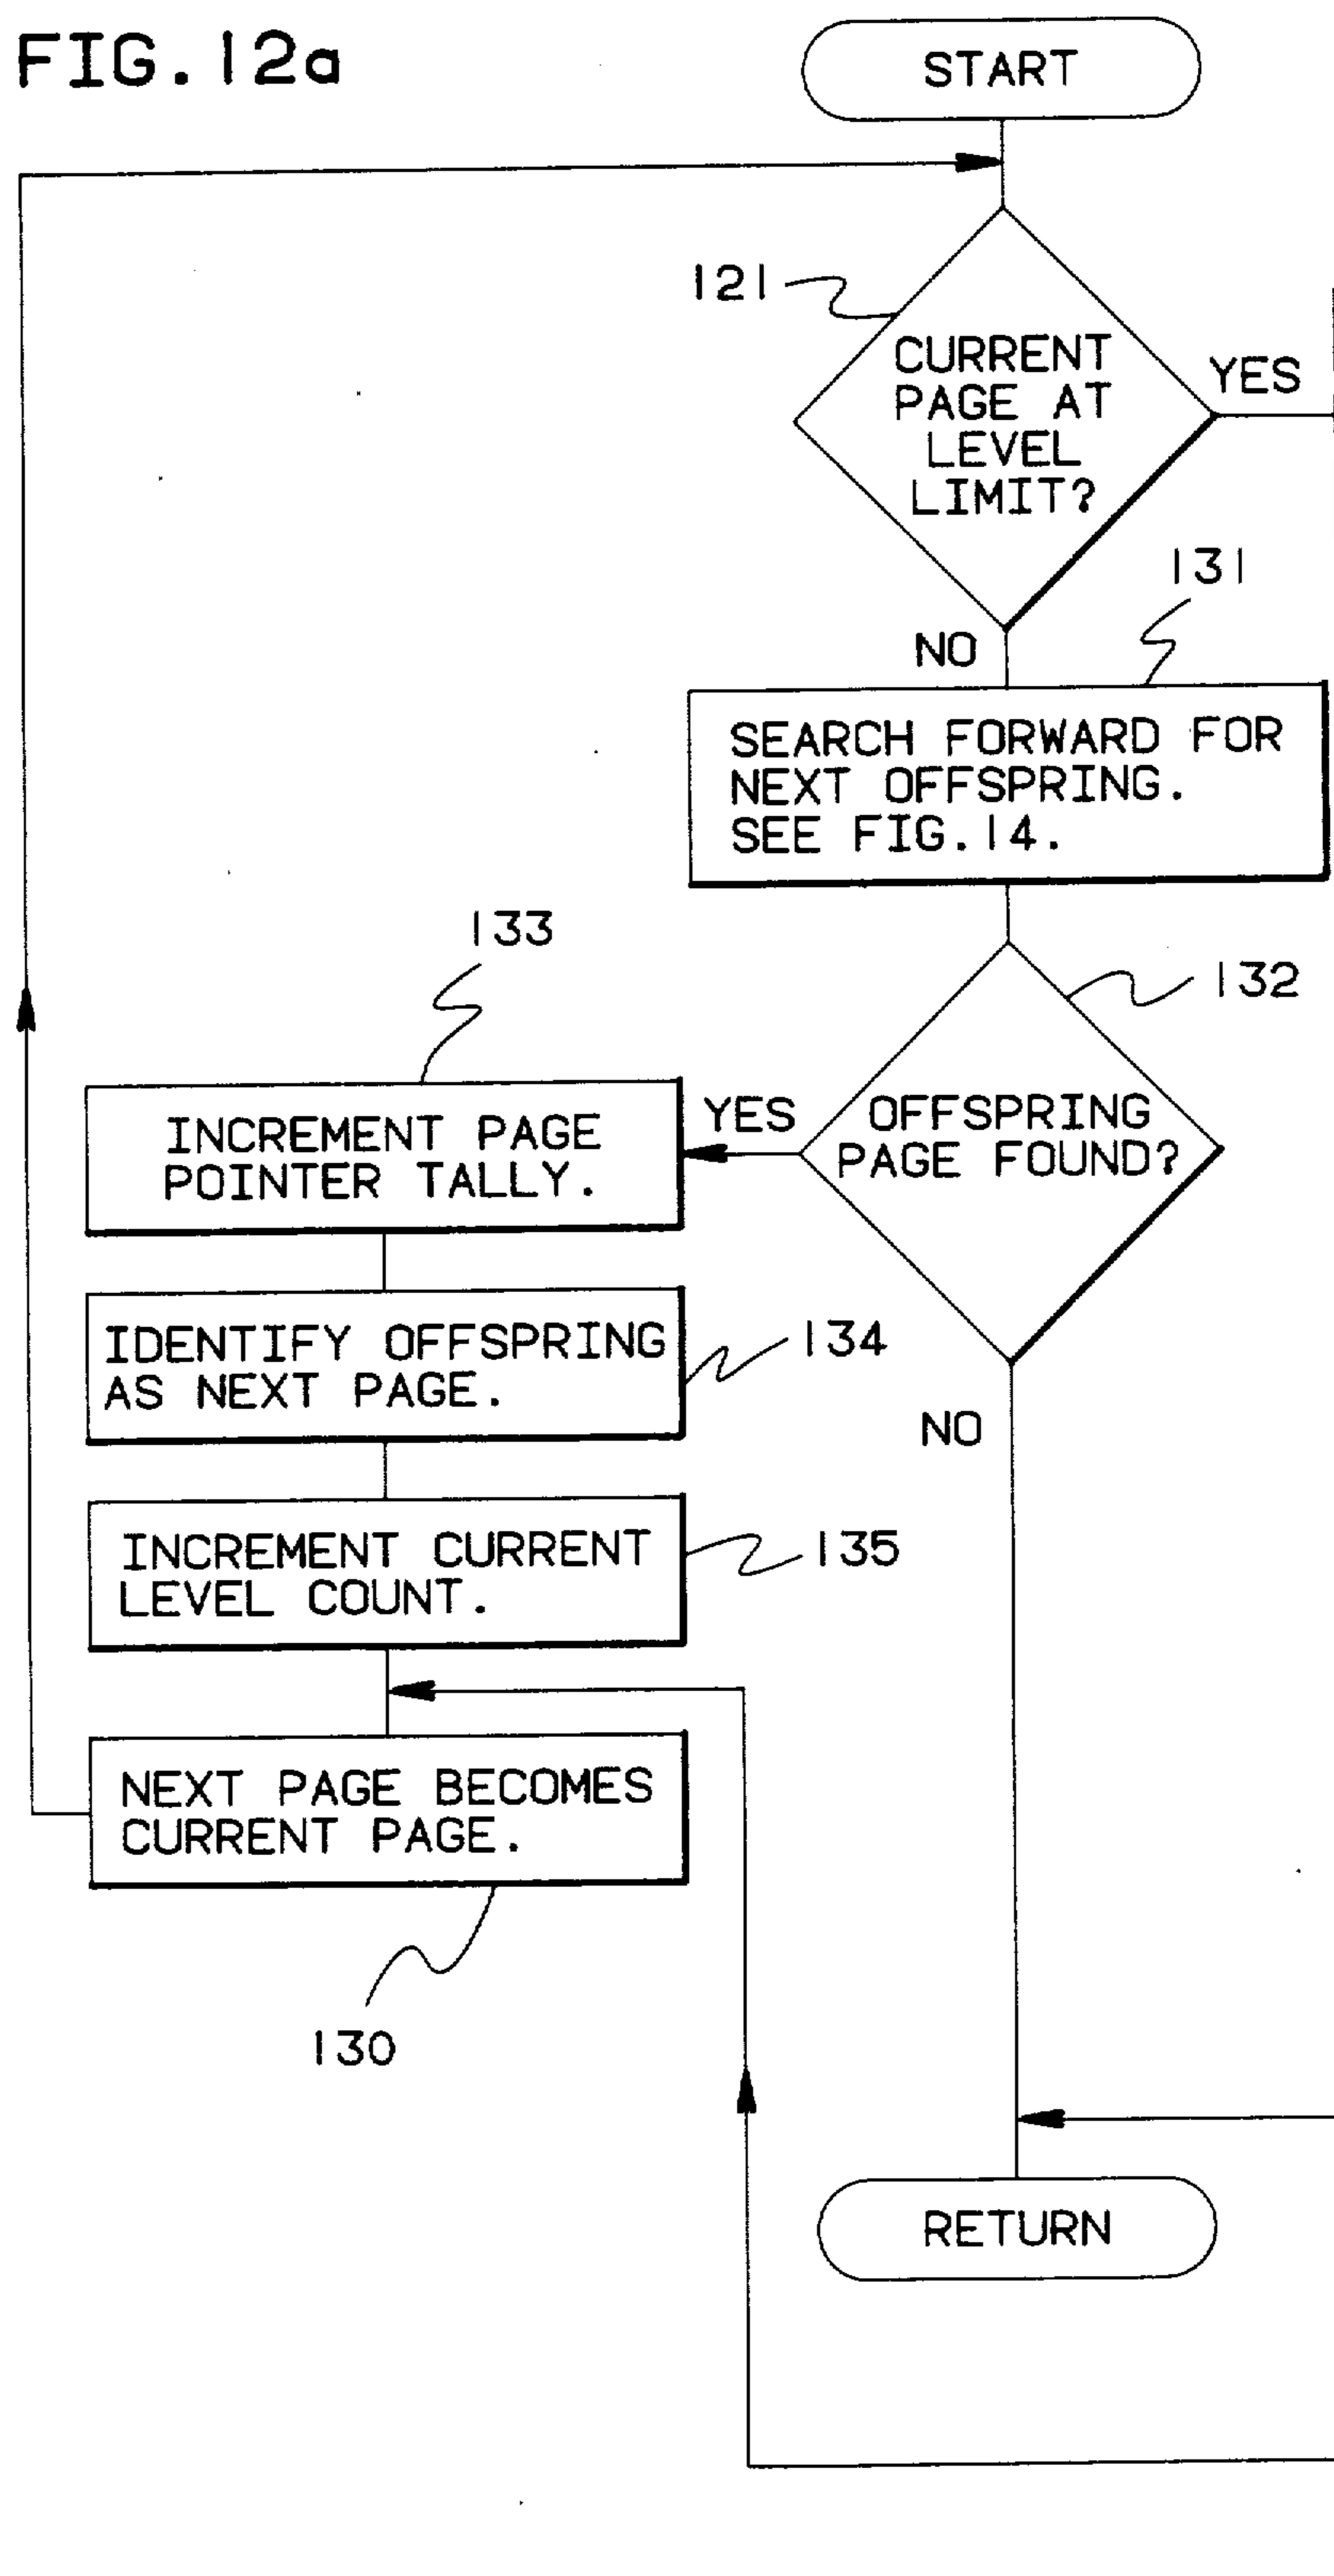 FIG.12a
START
121
CURRENT
PAGE AT
LEVEL
LIMIT?
YES
NO
131
SEARCH FORWARD FOR
NEXT OFFSPRING.
SEE FIG.14.
132
OFFSPRING
PAGE FOUND?
YES
NO
133
INCREMENT PAGE
POINTER TALLY.
IDENTIFY OFFSPRING
AS NEXT PAGE.
134
INCREMENT CURRENT
LEVEL COUNT.
135
NEXT PAGE BECOMES
CURRENT PAGE.
130
RETURN